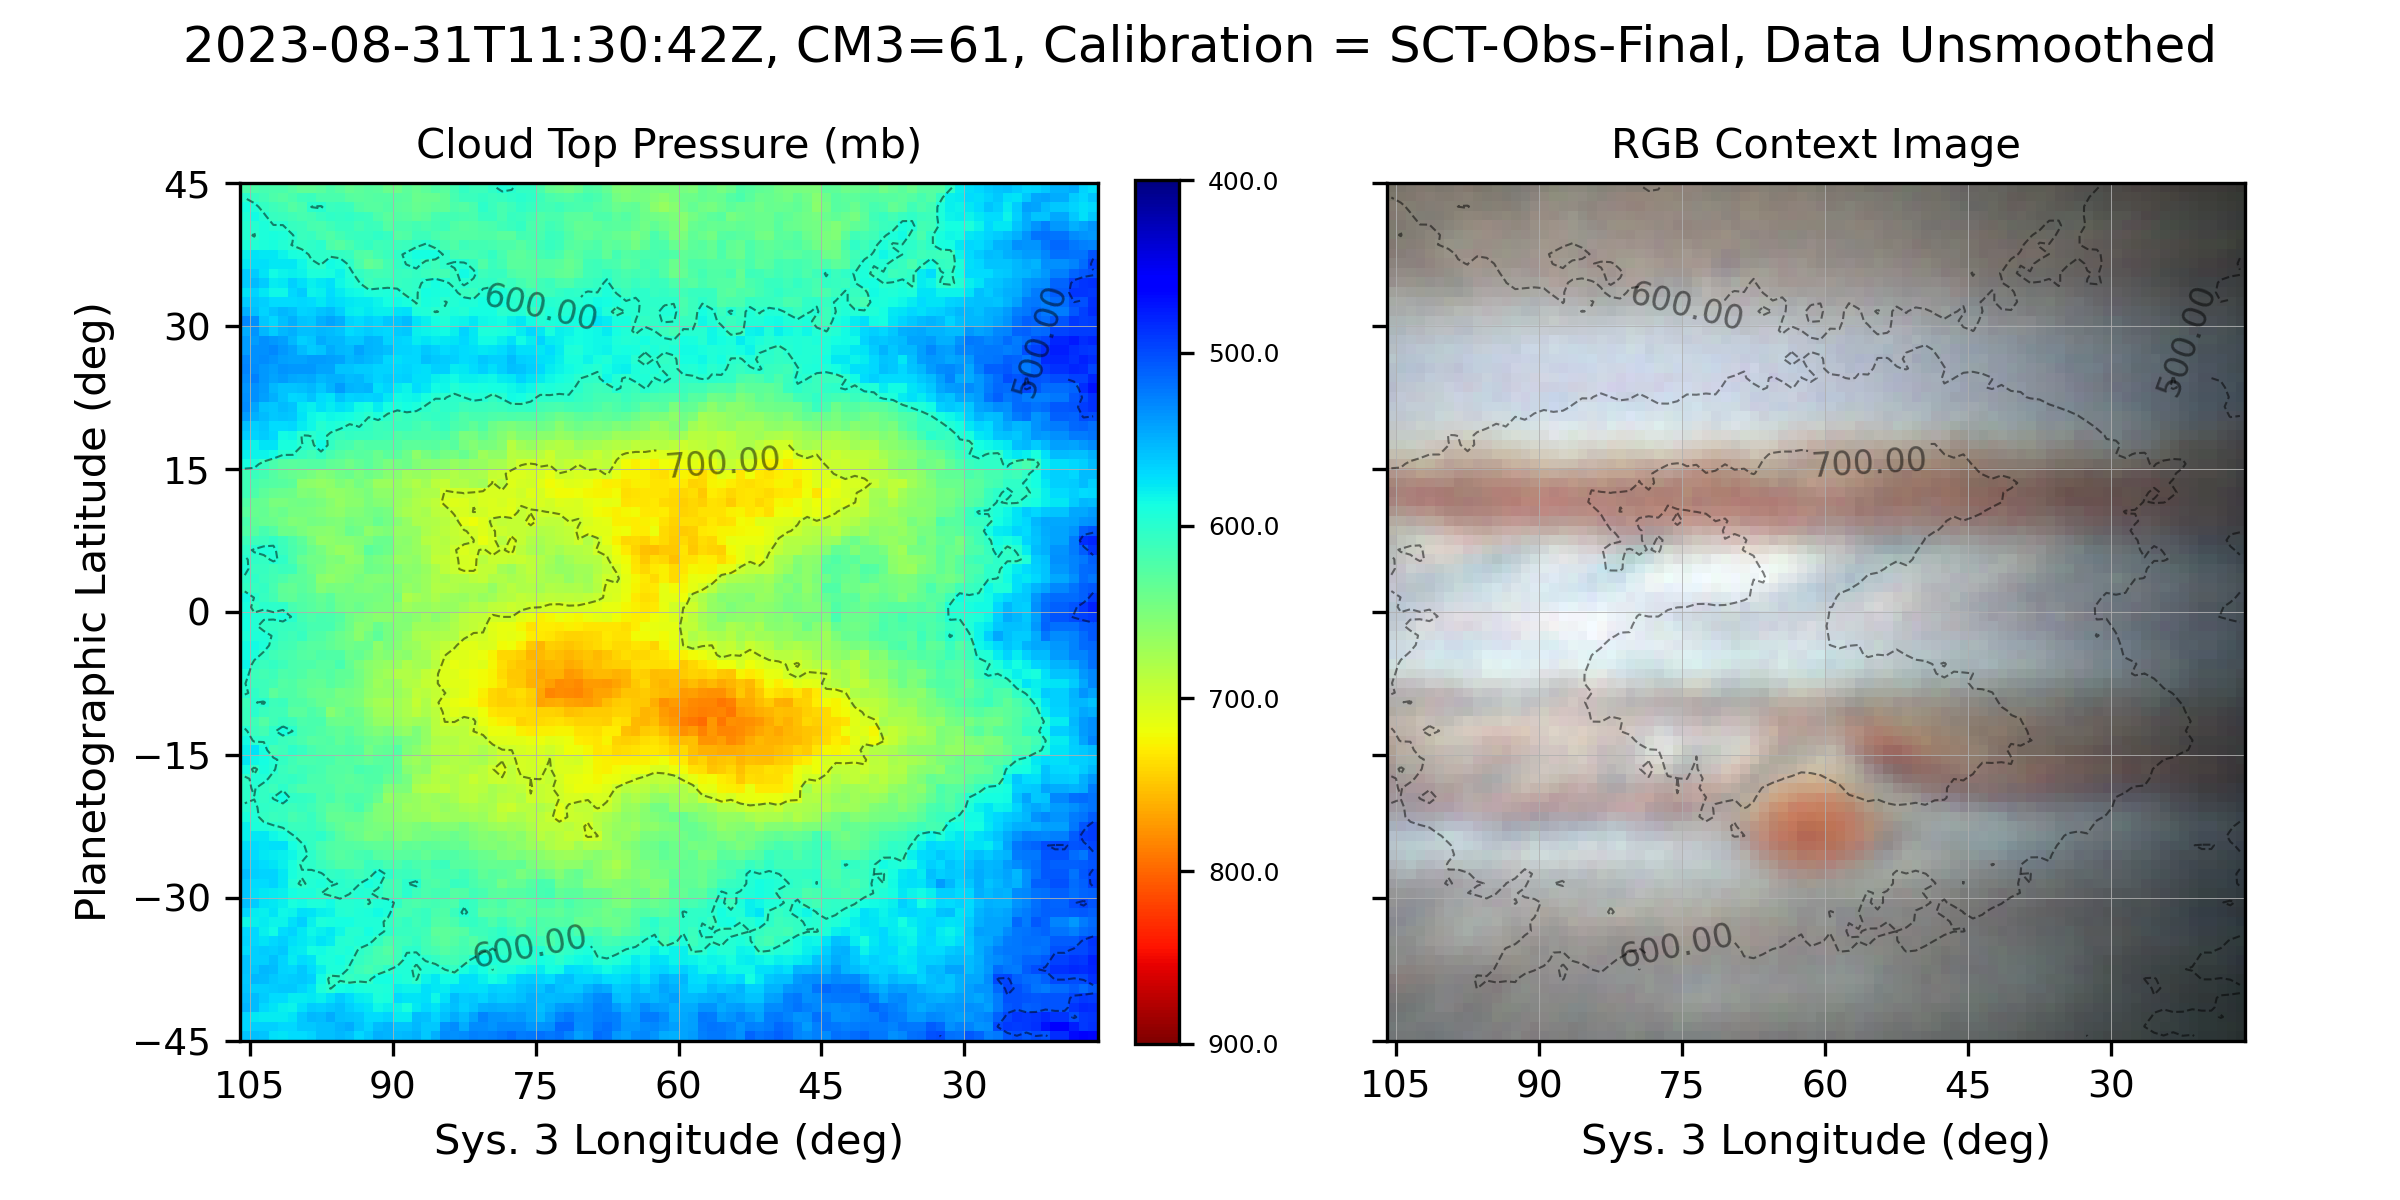 2023-08-31T11:30:42Z, CM3=61, Calibration = SCT-Obs-Final, Data Unsmoothed
Cloud Top Pressure (mb)
Planetographic Latitude (deg)
45
30
15
0
−15
−30
−45
105 90 75 60 45 30
Sys. 3 Longitude (deg)
600.00
500.00
700.00
600.00
400.0
500.0
600.0
700.0
800.0
900.0
RGB Context Image
600.00
500.00
700.00
600.00
105 90 75 60 45 30
Sys. 3 Longitude (deg)